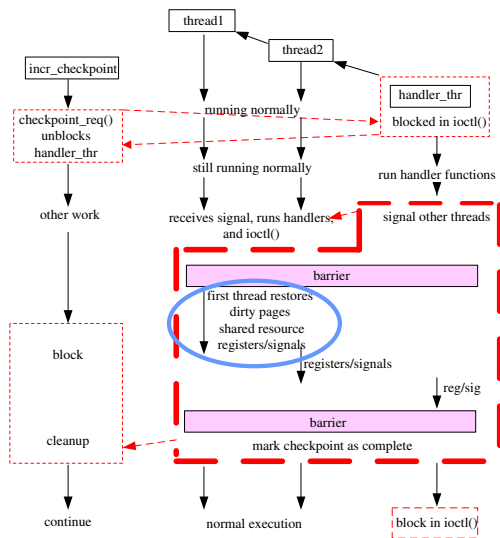 thread1
thread2
incr_checkpoint
handler_thr
checkpoint_req()
unblocks
handler_thr
running normally
blocked in ioctl()
still running normally
run handler functions
other work
receives signal, runs handlers,
and ioctl()
signal other threads
barrier
first thread restores
dirty pages
shared resource
registers/signals
block
registers/signals
reg/sig
barrier
cleanup
mark checkpoint as complete
continue
normal execution
block in ioctl()